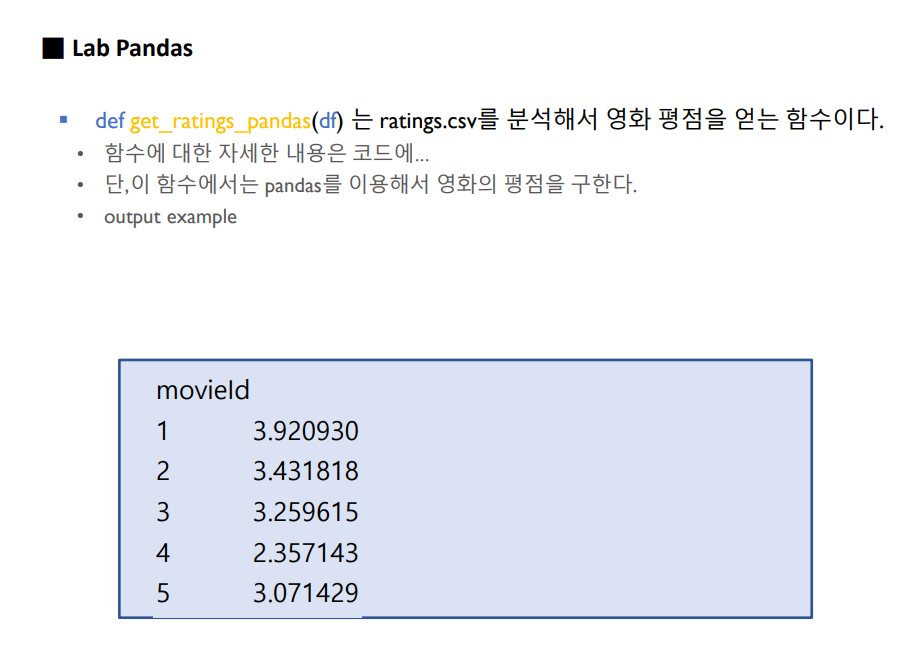 ■ Lab Pandas
▪ def get_ratings_pandas(df) 는 ratings.csv를 분석해서 영화 평점을 얻는 함수이다.
• 함수에 대한 자세한 내용은 코드에...
• 단,이 함수에서는 pandas를 이용해서 영화의 평점을 구한다.
• output example
movieId
1 3.920930
2 3.431818
3 3.259615
4 2.357143
5 3.071429